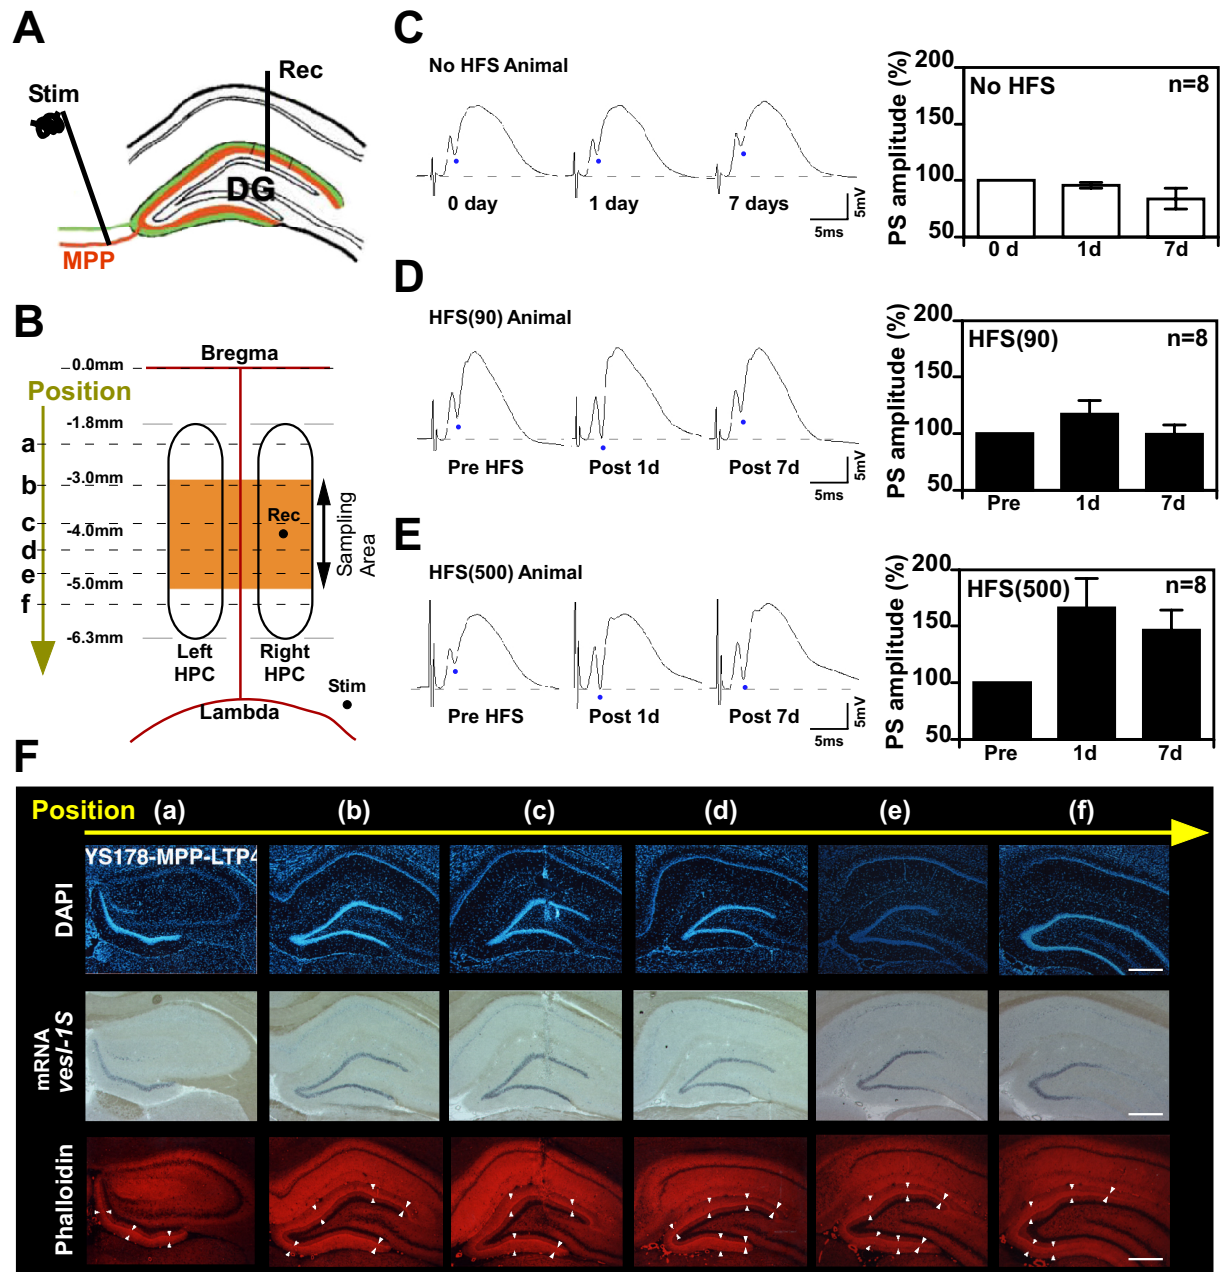 A
Stim
Rec
DG
MPP
B
Bregma
0.0mm
Position
-1.8mm
a
-3.0mm
b
Rec
c
-4.0mm
d
e
-5.0mm
f
-6.3mm
Sampling
Area
Left
HPC
Right
HPC
Stim
Lambda
C
No HFS Animal
0 day
1 day
7 days
5mV
5ms
PS amplitude (%)
200
150
100
50
No HFS
n=8
0 d
1d
7d
D
HFS(90) Animal
Pre HFS
Post 1d
Post 7d
5mV
5ms
PS amplitude (%)
200
150
100
50
HFS(90)
n=8
Pre
1d
7d
E
HFS(500) Animal
Pre HFS
Post 1d
Post 7d
5mV
5ms
PS amplitude (%)
200
150
100
50
HFS(500)
n=8
Pre
1d
7d
F
Position (a) (b) (c) (d) (e) (f)
YS178-MPP-LTP4
DAPI
mRNA
vesl-1S
Phalloidin